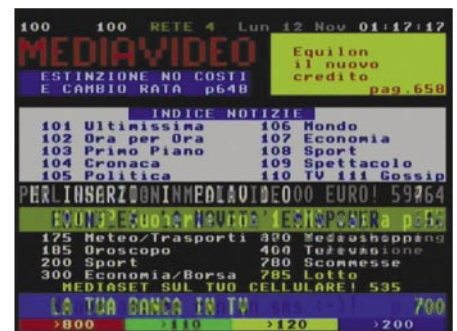 100 100 RETE 4 Lun 12 Nov 01:17:17
MEDIAVIDEO
Equilon
il nuovo
credito
pag.658
ESTINZIONE NO COSTI
E CAMBIO RATA p648
INDICE NOTIZIE
101 Ultimissima 106 Mondo
102 Ora per Ora 107 Economia
103 Primo Piano 108 Sport
104 Cronaca 109 Spettacolo
105 Politica 110 TV 111 Gossip
EURO!
175 Meteo/Trasporti
185 Oroscopo
200 Sport 780 Scommesse
300 Economia/Borsa 785 Lotto
MEDIASET SUL TUO CELLULARE! 535
LA TUA BANCA IN TV 700
>800 >110 >120 >200